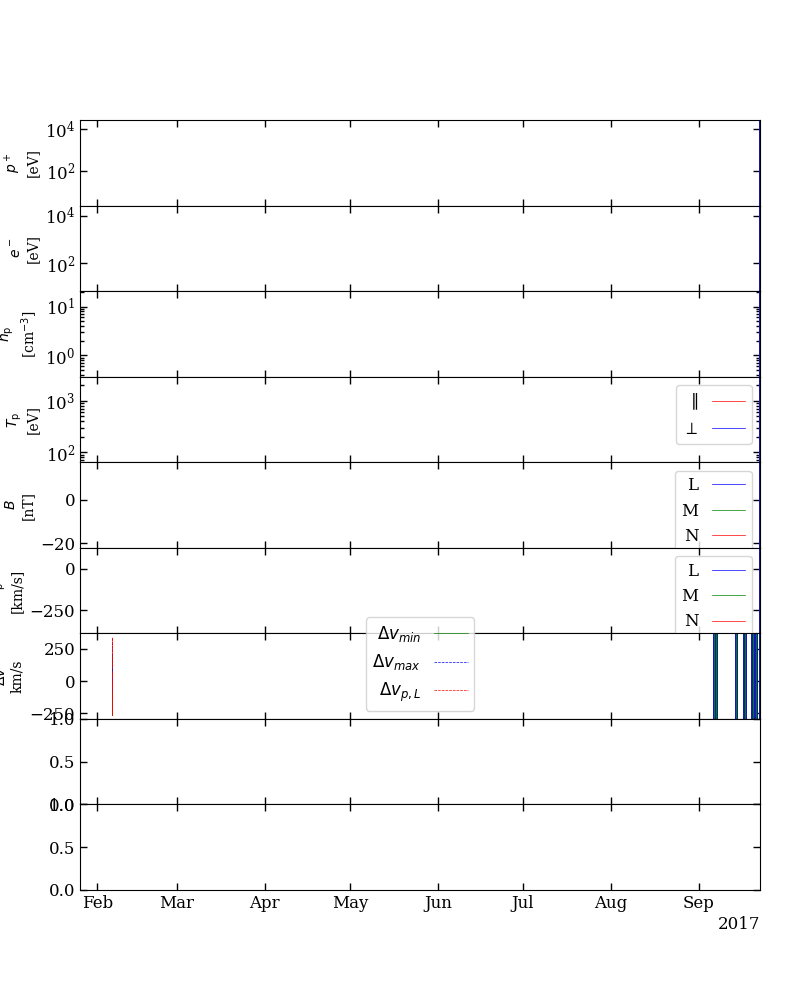 10⁴
10²
p⁺
[eV]
10⁴
10²
e⁻
[eV]
10¹
10⁰
nₚ
[cm⁻³]
10³
10²
Tₚ
[eV]
∥
⊥
0
−20
B
[nT]
L
M
N
0
−250
p
[km/s]
L
M
N
250
0
−250
Δv
km/s
Δv_min
Δv_max
Δv_p,L
1.0
0.5
0.0
1.0
0.5
0.0
Feb Mar Apr May Jun Jul Aug Sep
2017